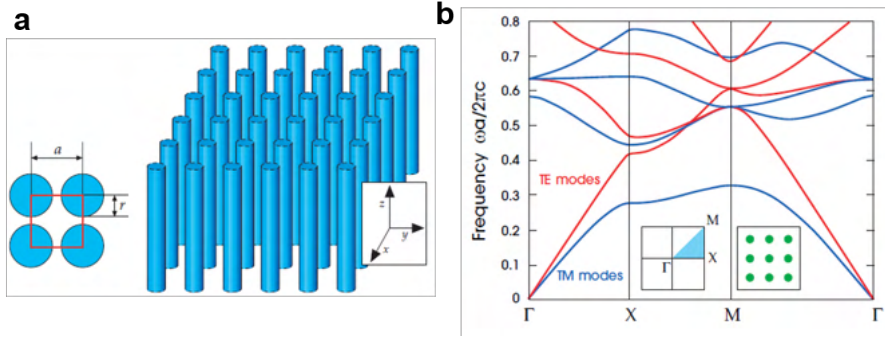 a
a
r
z
y
x
b
Frequency ωa/2πc
0.8
0.7
0.6
0.5
0.4
0.3
0.2
0.1
0
TE modes
TM modes
M
Γ
X
Γ X M Γ